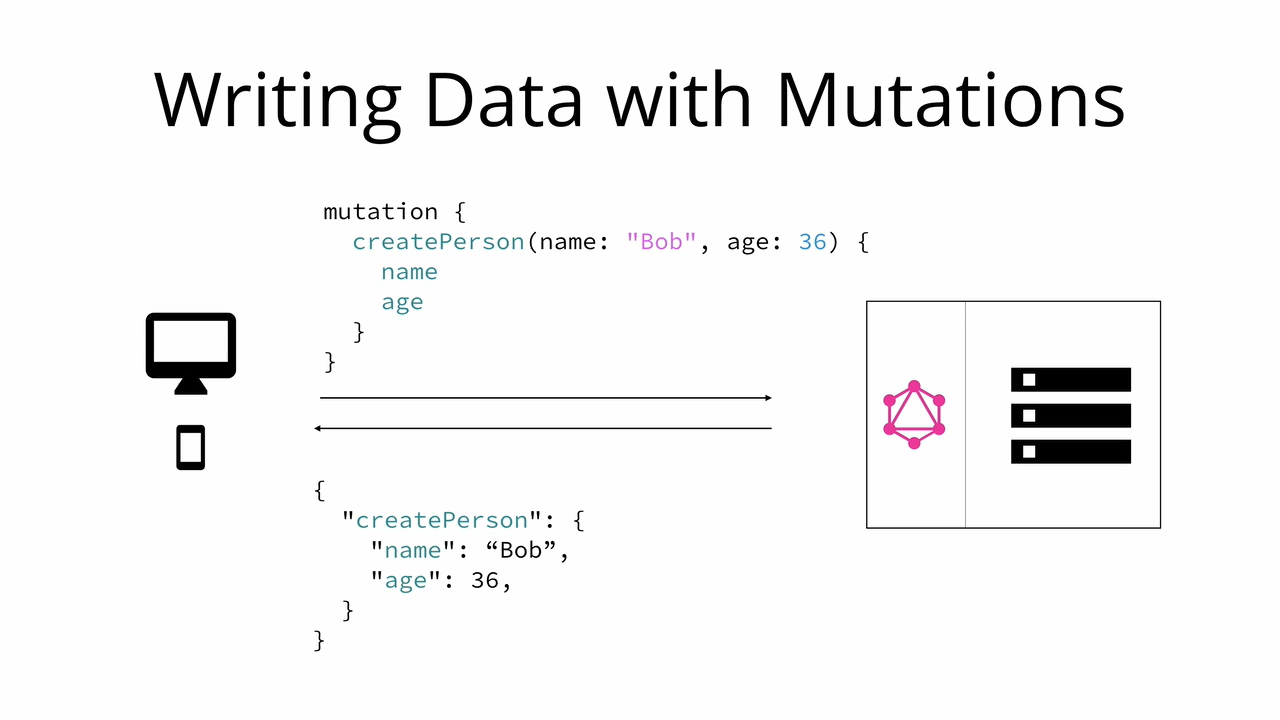 Writing Data with Mutations
mutation {
  createPerson(name: "Bob", age: 36) {
    name
    age
  }
}
{
  "createPerson": {
    "name": “Bob”,
    "age": 36,
  }
}